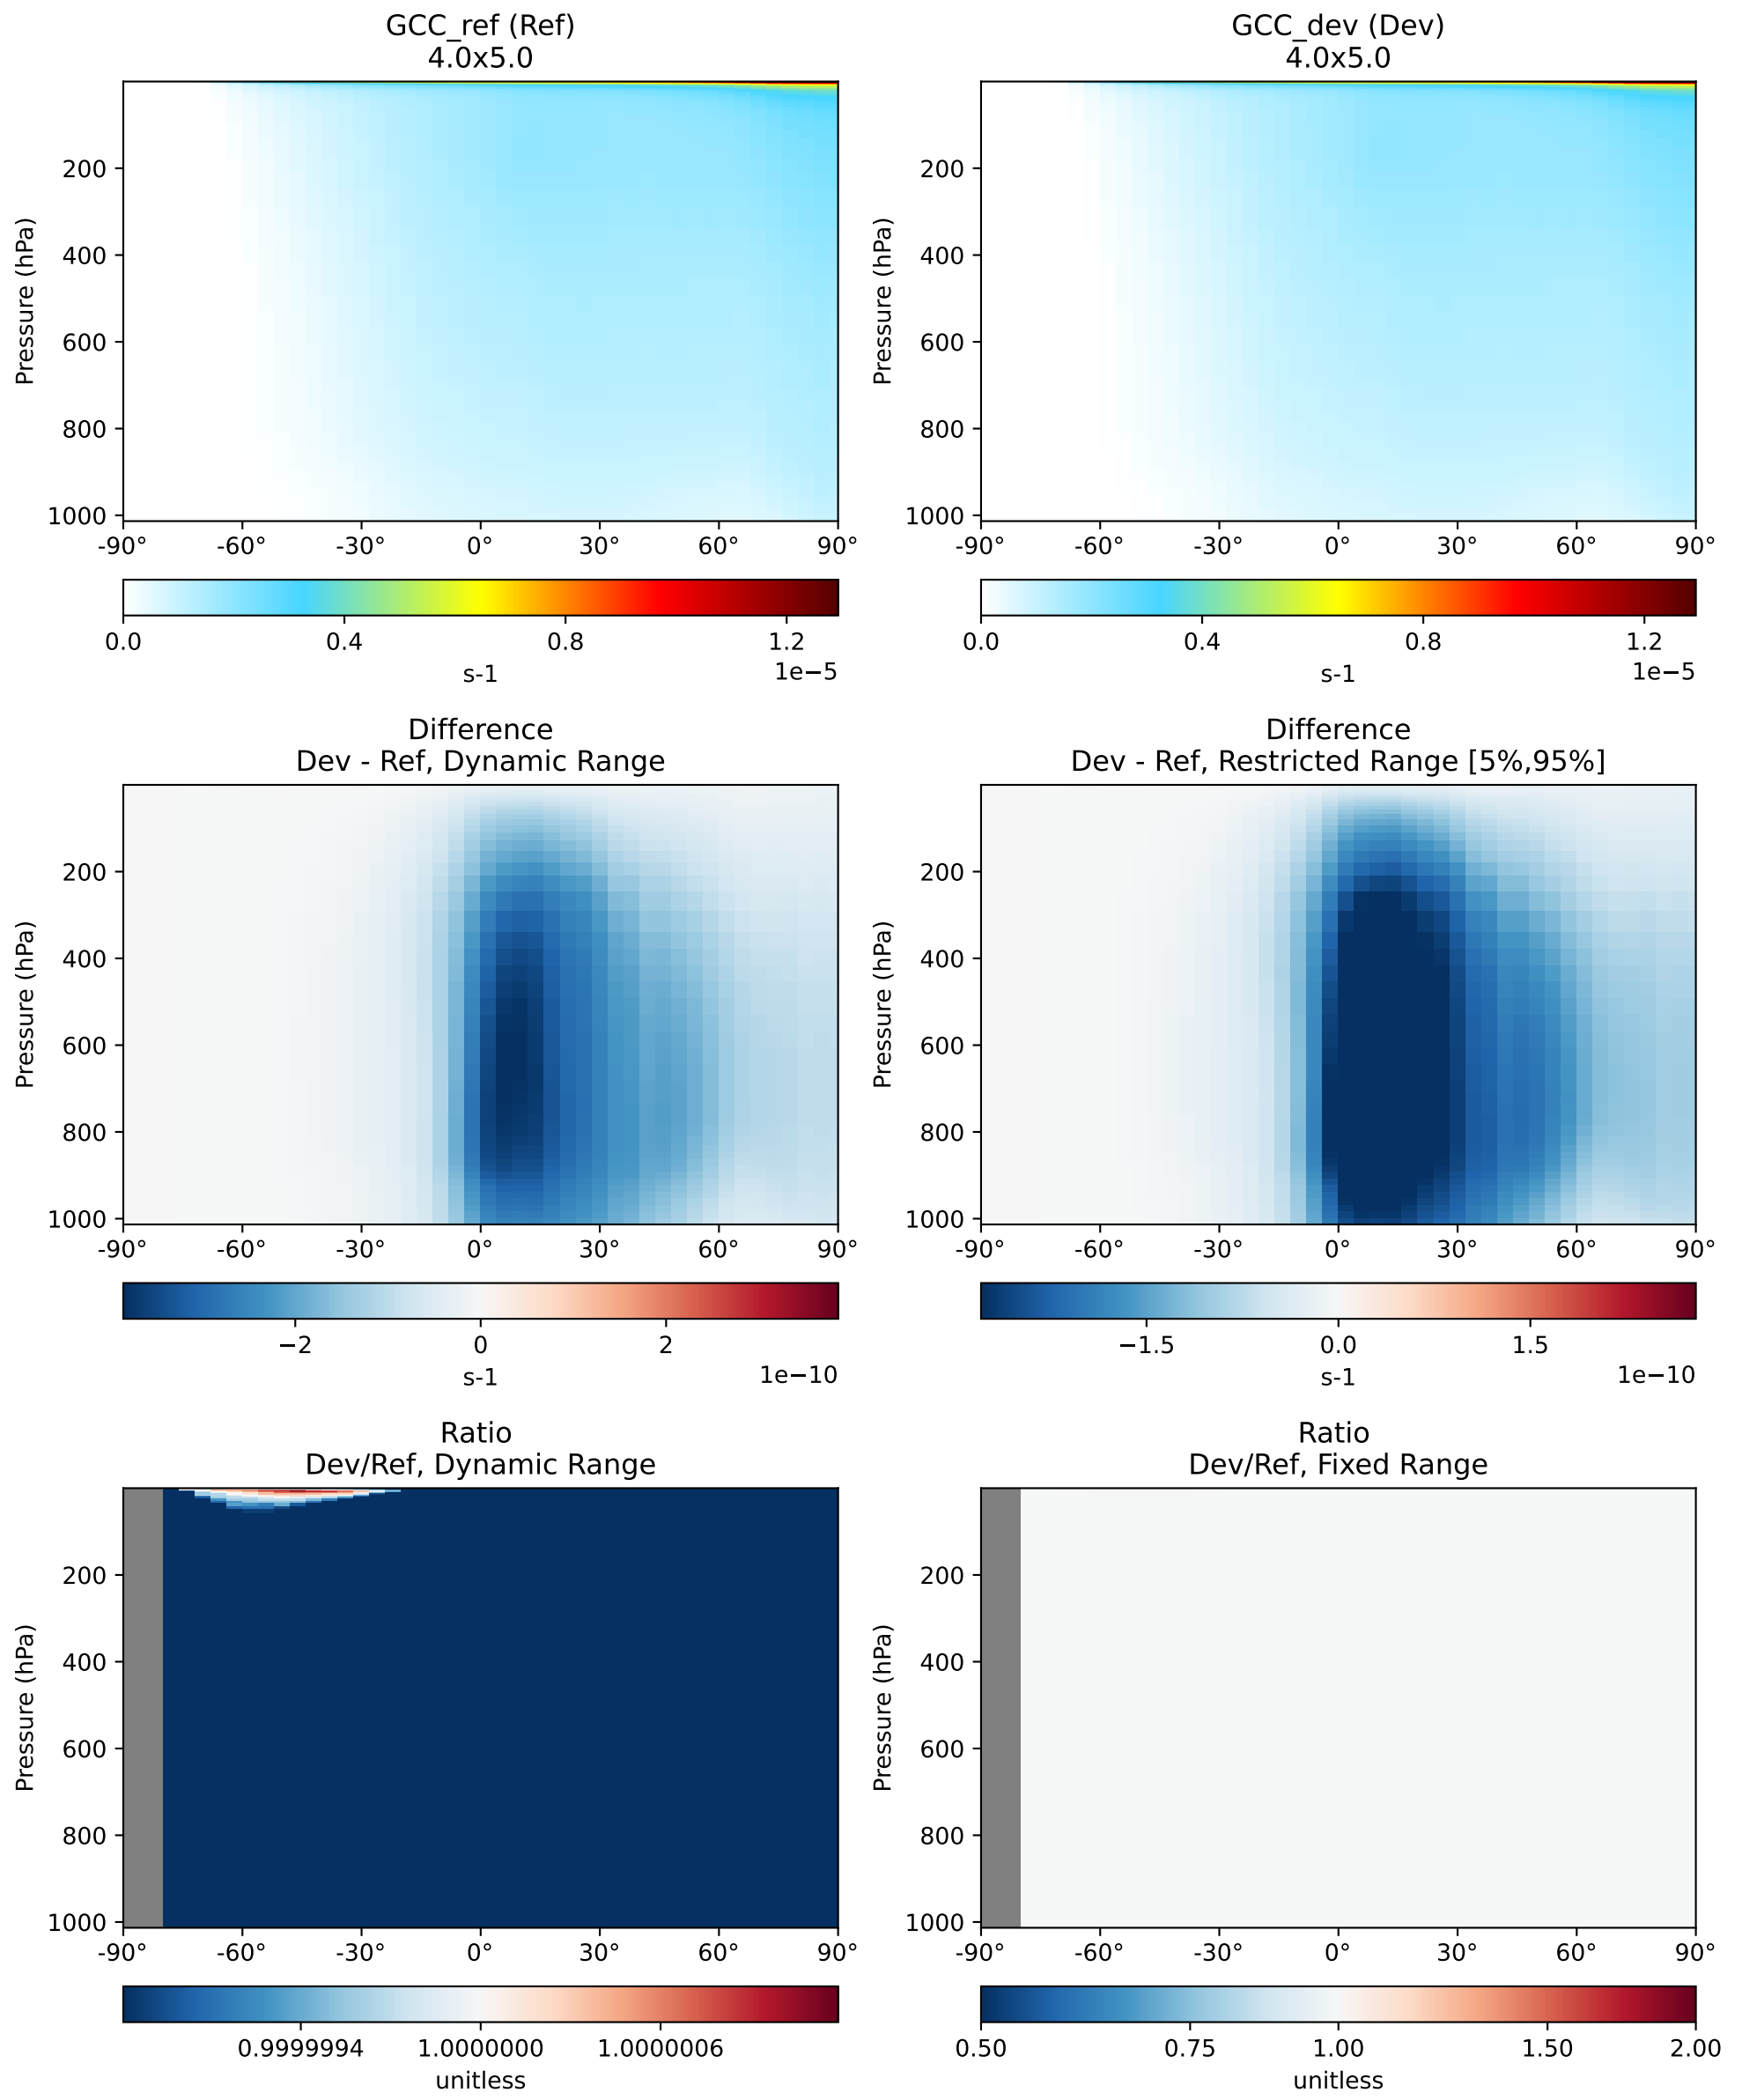 GCC_ref (Ref)
4.0x5.0
Pressure (hPa)
200
400
600
800
1000
-90° -60° -30° 0° 30° 60° 90°
0.0 0.4 0.8 1.2
s-1
1e−5
GCC_dev (Dev)
4.0x5.0
Pressure (hPa)
200
400
600
800
1000
-90° -60° -30° 0° 30° 60° 90°
0.0 0.4 0.8 1.2
s-1
1e−5
Difference
Dev - Ref, Dynamic Range
Pressure (hPa)
200
400
600
800
1000
-90° -60° -30° 0° 30° 60° 90°
−2 0 2
s-1
1e−10
Difference
Dev - Ref, Restricted Range [5%,95%]
Pressure (hPa)
200
400
600
800
1000
-90° -60° -30° 0° 30° 60° 90°
−1.5 0.0 1.5
s-1
1e−10
Ratio
Dev/Ref, Dynamic Range
Pressure (hPa)
200
400
600
800
1000
-90° -60° -30° 0° 30° 60° 90°
0.9999994 1.0000000 1.0000006
unitless
Ratio
Dev/Ref, Fixed Range
Pressure (hPa)
200
400
600
800
1000
-90° -60° -30° 0° 30° 60° 90°
0.50 0.75 1.00 1.50 2.00
unitless